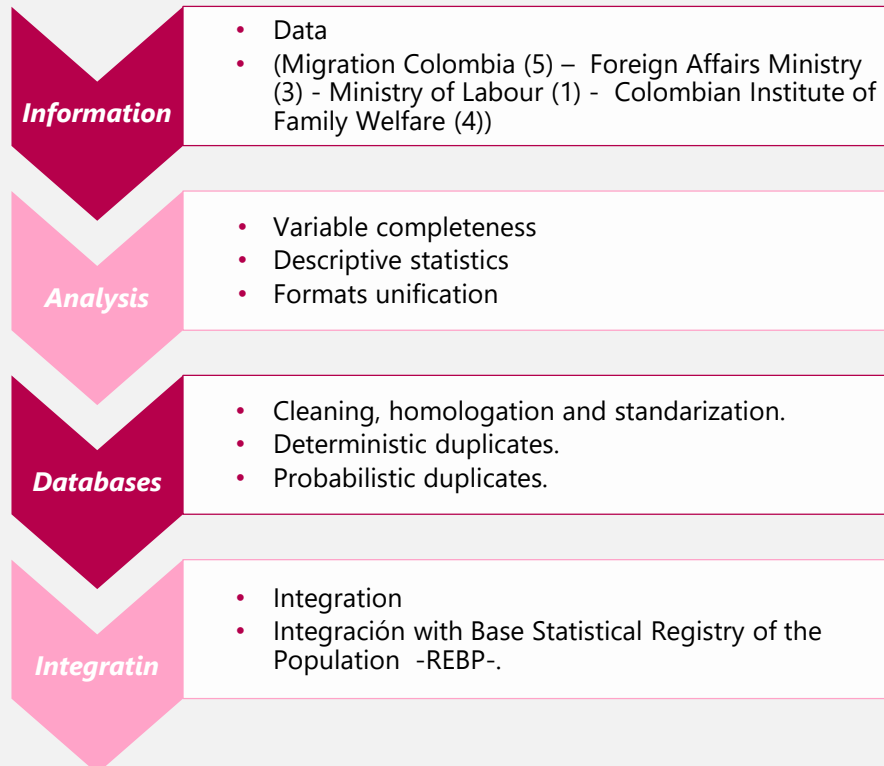 Information
• Data
• (Migration Colombia (5) – Foreign Affairs Ministry
(3) - Ministry of Labour (1) - Colombian Institute of
Family Welfare (4))
Analysis
• Variable completeness
• Descriptive statistics
• Formats unification
Databases
• Cleaning, homologation and standarization.
• Deterministic duplicates.
• Probabilistic duplicates.
Integratin
• Integration
• Integración with Base Statistical Registry of the
Population -REBP-.